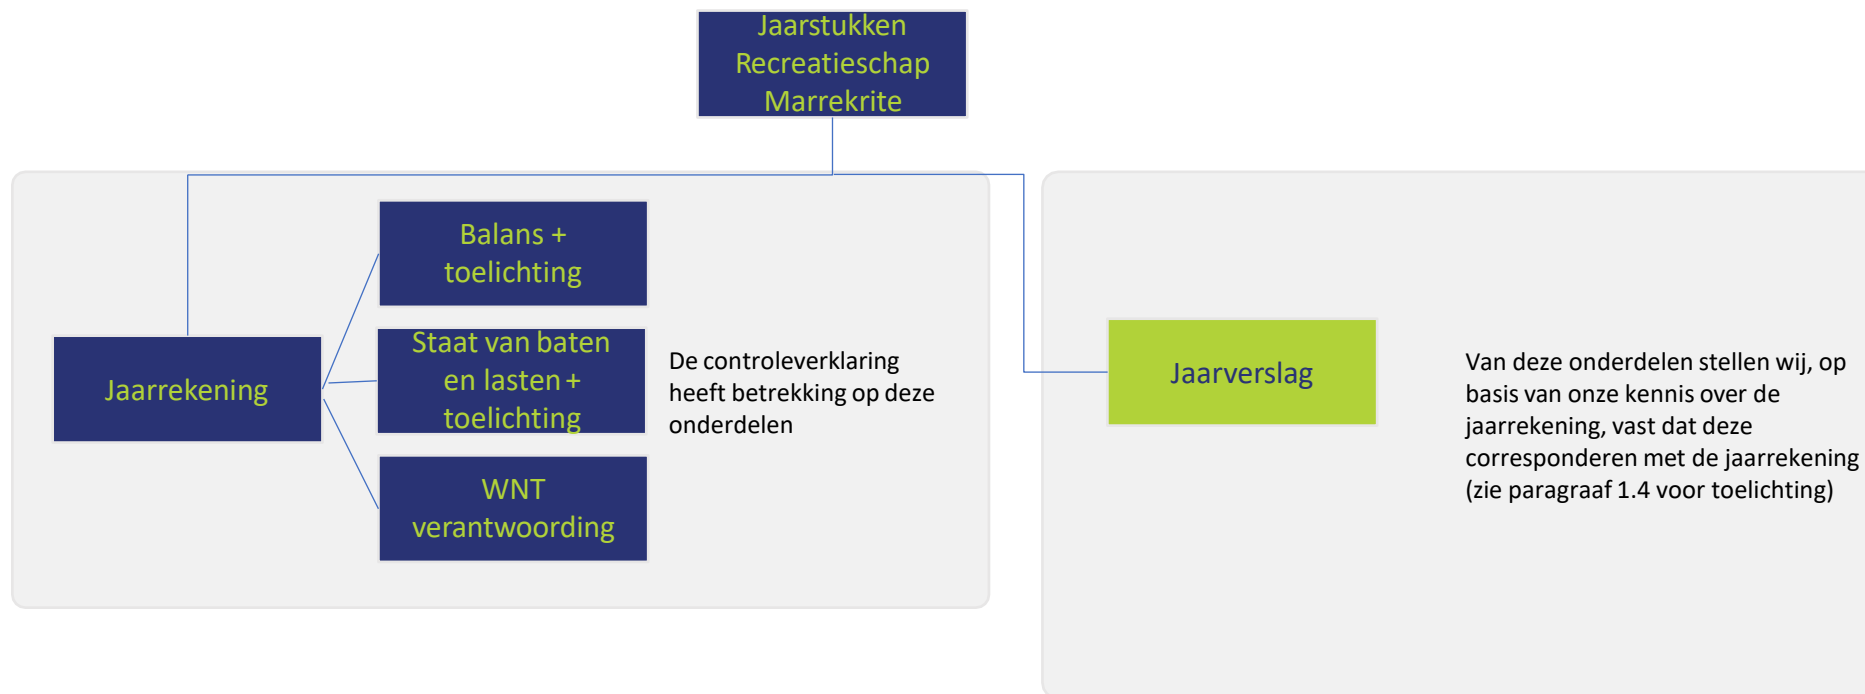 Jaarstukken
Recreatieschap
Marrekrite
Balans +
toelichting
Jaarrekening
Staat van baten
en lasten +
toelichting
WNT
verantwoording
De controleverklaring
heeft betrekking op deze
onderdelen
Jaarverslag
Van deze onderdelen stellen wij, op
basis van onze kennis over de
jaarrekening, vast dat deze
corresponderen met de jaarrekening
(zie paragraaf 1.4 voor toelichting)